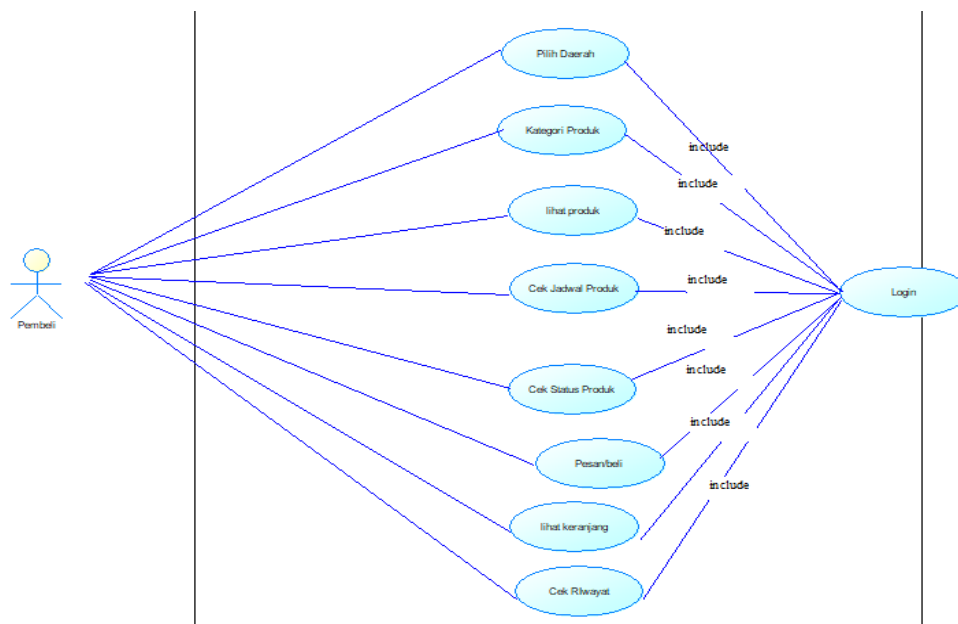 Pilih Daerah
Kategori Produk
include
include
lihat produk
include
Cek Jadwal Produk
include
Login
Pembeli
include
include
Cek Status Produk
include
Pesan/beli
include
lihat keranjang
Cek RIwayat